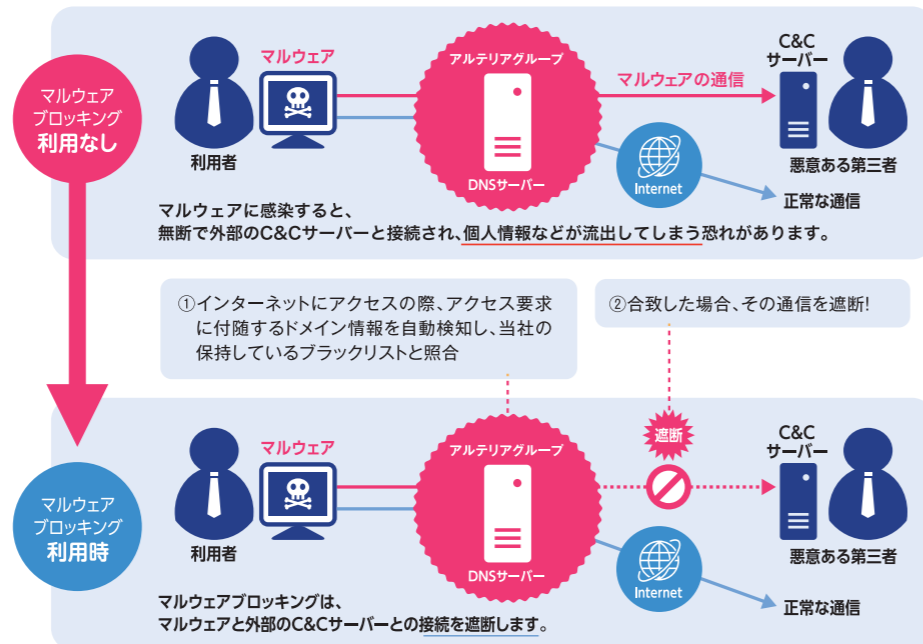 マルウェア
ブロッキング
利用なし
マルウェア
利用者
アルテリアグループ
DNSサーバー
マルウェアの通信
Internet
C&C
サーバー
悪意ある第三者
正常な通信
マルウェアに感染すると、
無断で外部のC&Cサーバーと接続され、個人情報などが流出してしまう恐れがあります。
①インターネットにアクセスの際、アクセス要求
に付随するドメイン情報を自動検知し、当社の
保持しているブラックリストと照合
②合致した場合、その通信を遮断!
マルウェア
ブロッキング
利用時
マルウェア
利用者
アルテリアグループ
DNSサーバー
遮断
Internet
C&C
サーバー
悪意ある第三者
正常な通信
マルウェアブロッキングは、
マルウェアと外部のC&Cサーバーとの接続を遮断します。